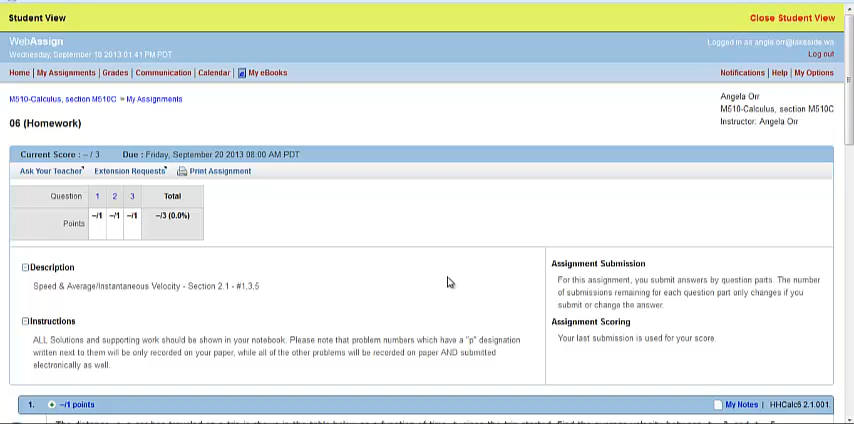 Student View
Close Student View
WebAssign
Wednesday, September 18 2013 01:41 PM PDT
Logged in as angie.orr@lakeside.wa
Log out
Home | My Assignments | Grades | Communication | Calendar | My eBooks
Notifications | Help | My Options
M510-Calculus, section M510C » My Assignments
Angela Orr
M510-Calculus, section M510C
Instructor: Angela Orr
06 (Homework)
Current Score : – / 3 Due : Friday, September 20 2013 08:00 AM PDT
Ask Your Teacher Extension Requests Print Assignment
Question 1 2 3 Total
Points –/1 –/1 –/1 –/3 (0.0%)
Description
Speed & Average/Instantaneous Velocity - Section 2.1 - #1,3,5
Instructions
ALL Solutions and supporting work should be shown in your notebook. Please note that problem numbers which have a "p" designation
written next to them will be only recorded on your paper, while all of the other problems will be recorded on paper AND submitted
electronically as well.
Assignment Submission
For this assignment, you submit answers by question parts. The number
of submissions remaining for each question part only changes if you
submit or change the answer.
Assignment Scoring
Your last submission is used for your score.
1. –/1 points
My Notes | HHCalc6 2.1.001.